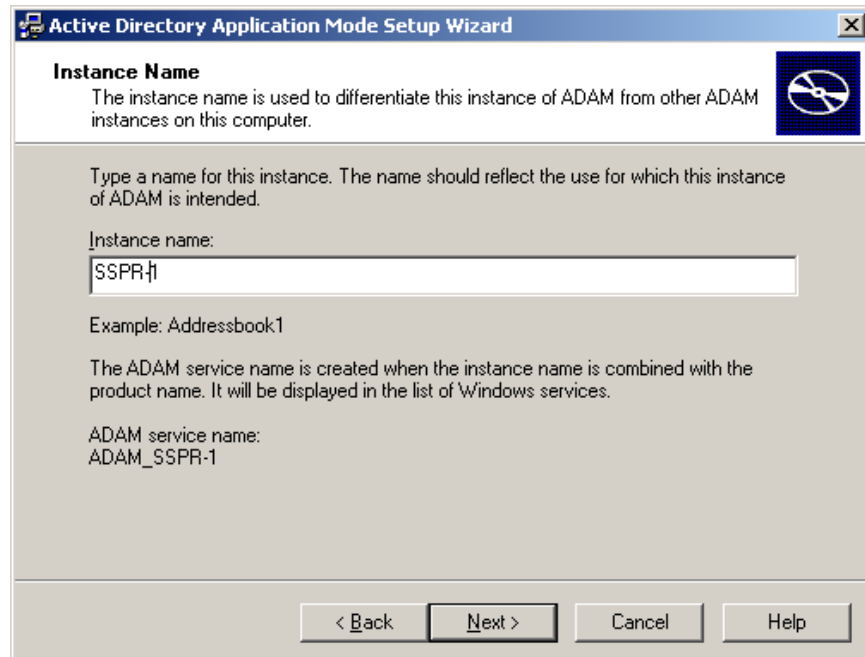 Active Directory Application Mode Setup Wizard
Instance Name
The instance name is used to differentiate this instance of ADAM from other ADAM
instances on this computer.
Type a name for this instance. The name should reflect the use for which this instance
of ADAM is intended.
Instance name:
SSPR-1
Example: Addressbook1
The ADAM service name is created when the instance name is combined with the
product name. It will be displayed in the list of Windows services.
ADAM service name:
ADAM_SSPR-1
< Back Next > Cancel Help